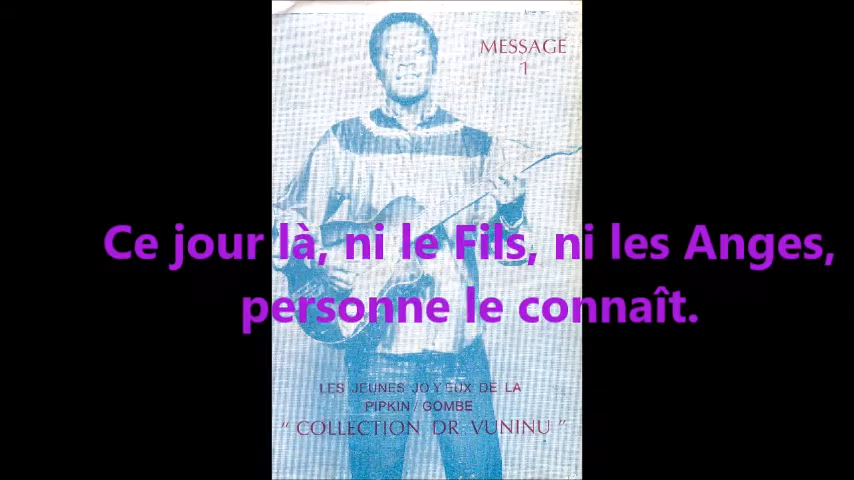 MESSAGE
1
Ce jour là, ni le Fils, ni les Anges,
personne le connaît.
LES JEUNES JOYEUX DE LA
PIPKIN / GOMBE
" COLLECTION DR VUNINU "